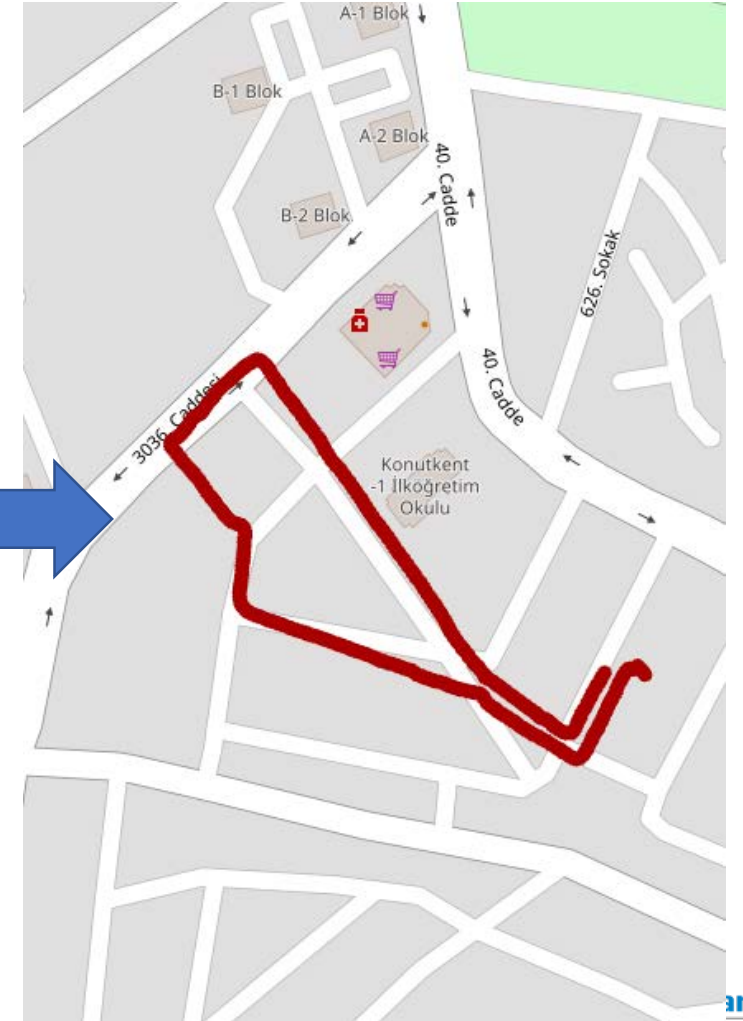 A-1 Blok
B-1 Blok
A-2 Blok
40. Cadde
B-2 Blok
626. Sokak
40. Cadde
3036. Caddesi
Konutkent
-1 İlköğretim
Okulu